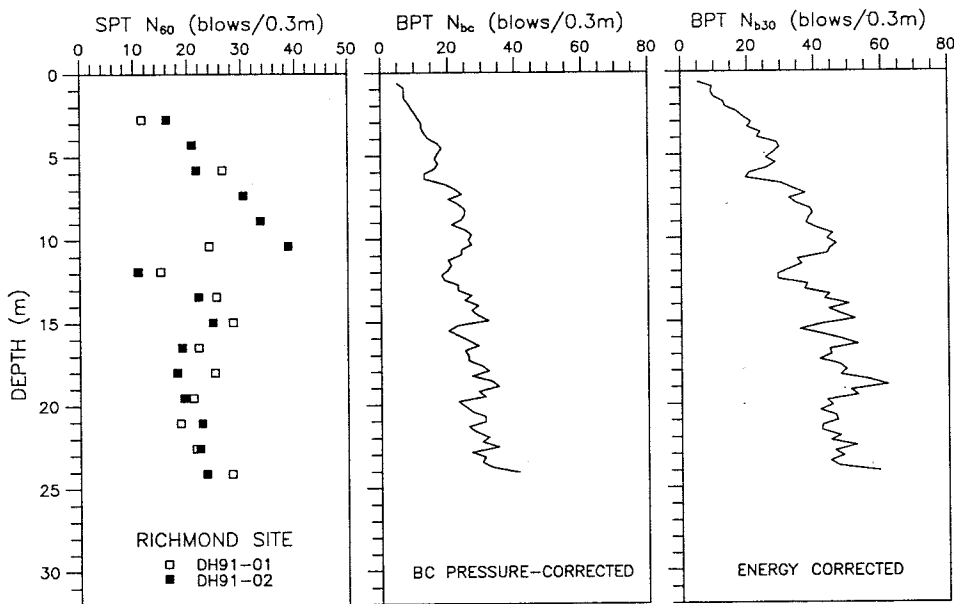 SPT N60 (blows/0.3m)
0 10 20 30 40 50
BPT Nbc (blows/0.3m)
0 20 40 60 80
BPT Nb30 (blows/0.3m)
0 20 40 60 80
DEPTH (m)
0
5
10
15
20
25
30
RICHMOND SITE
DH91-01
DH91-02
BC PRESSURE-CORRECTED
ENERGY CORRECTED